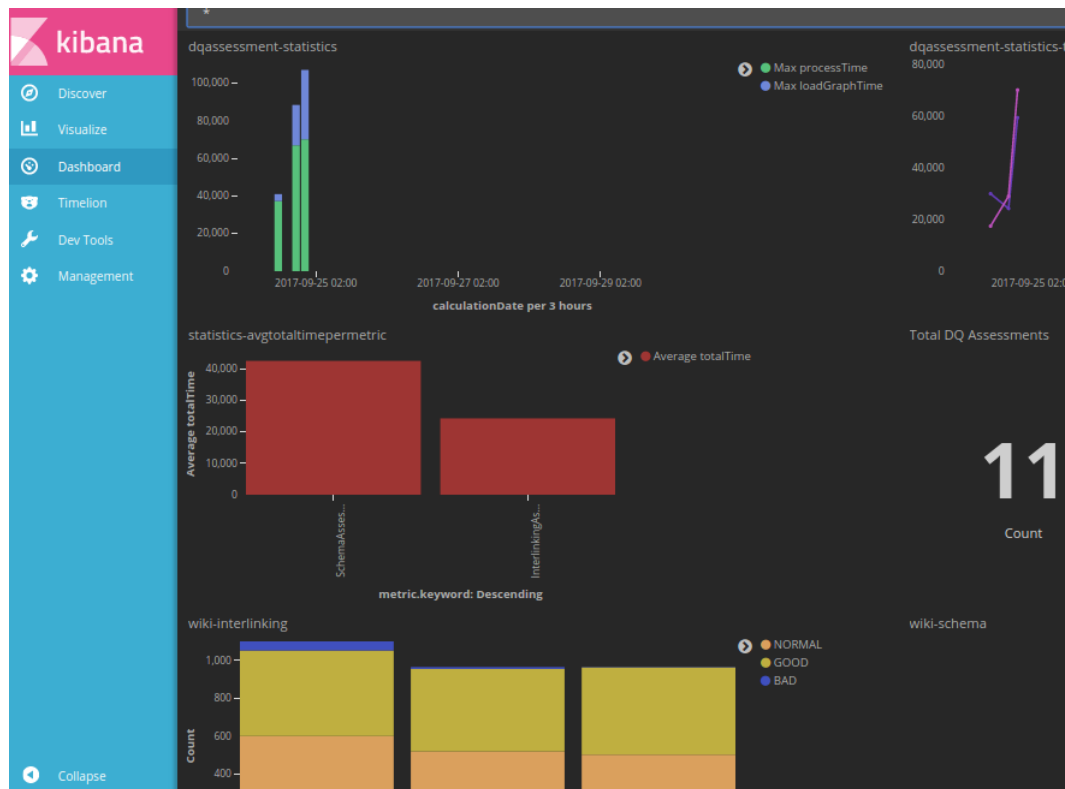 *
kibana
Discover
Visualize
Dashboard
Timelion
Dev Tools
Management
Collapse
dqassessment-statistics
100,000
80,000
60,000
40,000
20,000
0
2017-09-25 02:00
2017-09-27 02:00
2017-09-29 02:00
calculationDate per 3 hours
Max processTime
Max loadGraphTime
dqassessment-statistics-t
80,000
60,000
40,000
20,000
0
2017-09-25 02:0
statistics-avgtotaltimepermetric
Average totalTime
40,000
30,000
20,000
10,000
0
SchemaAsses...
InterlinkingAs...
metric.keyword: Descending
Average totalTime
Total DQ Assessments
11
Count
wiki-interlinking
Count
1,000
800
600
400
NORMAL
GOOD
BAD
wiki-schema